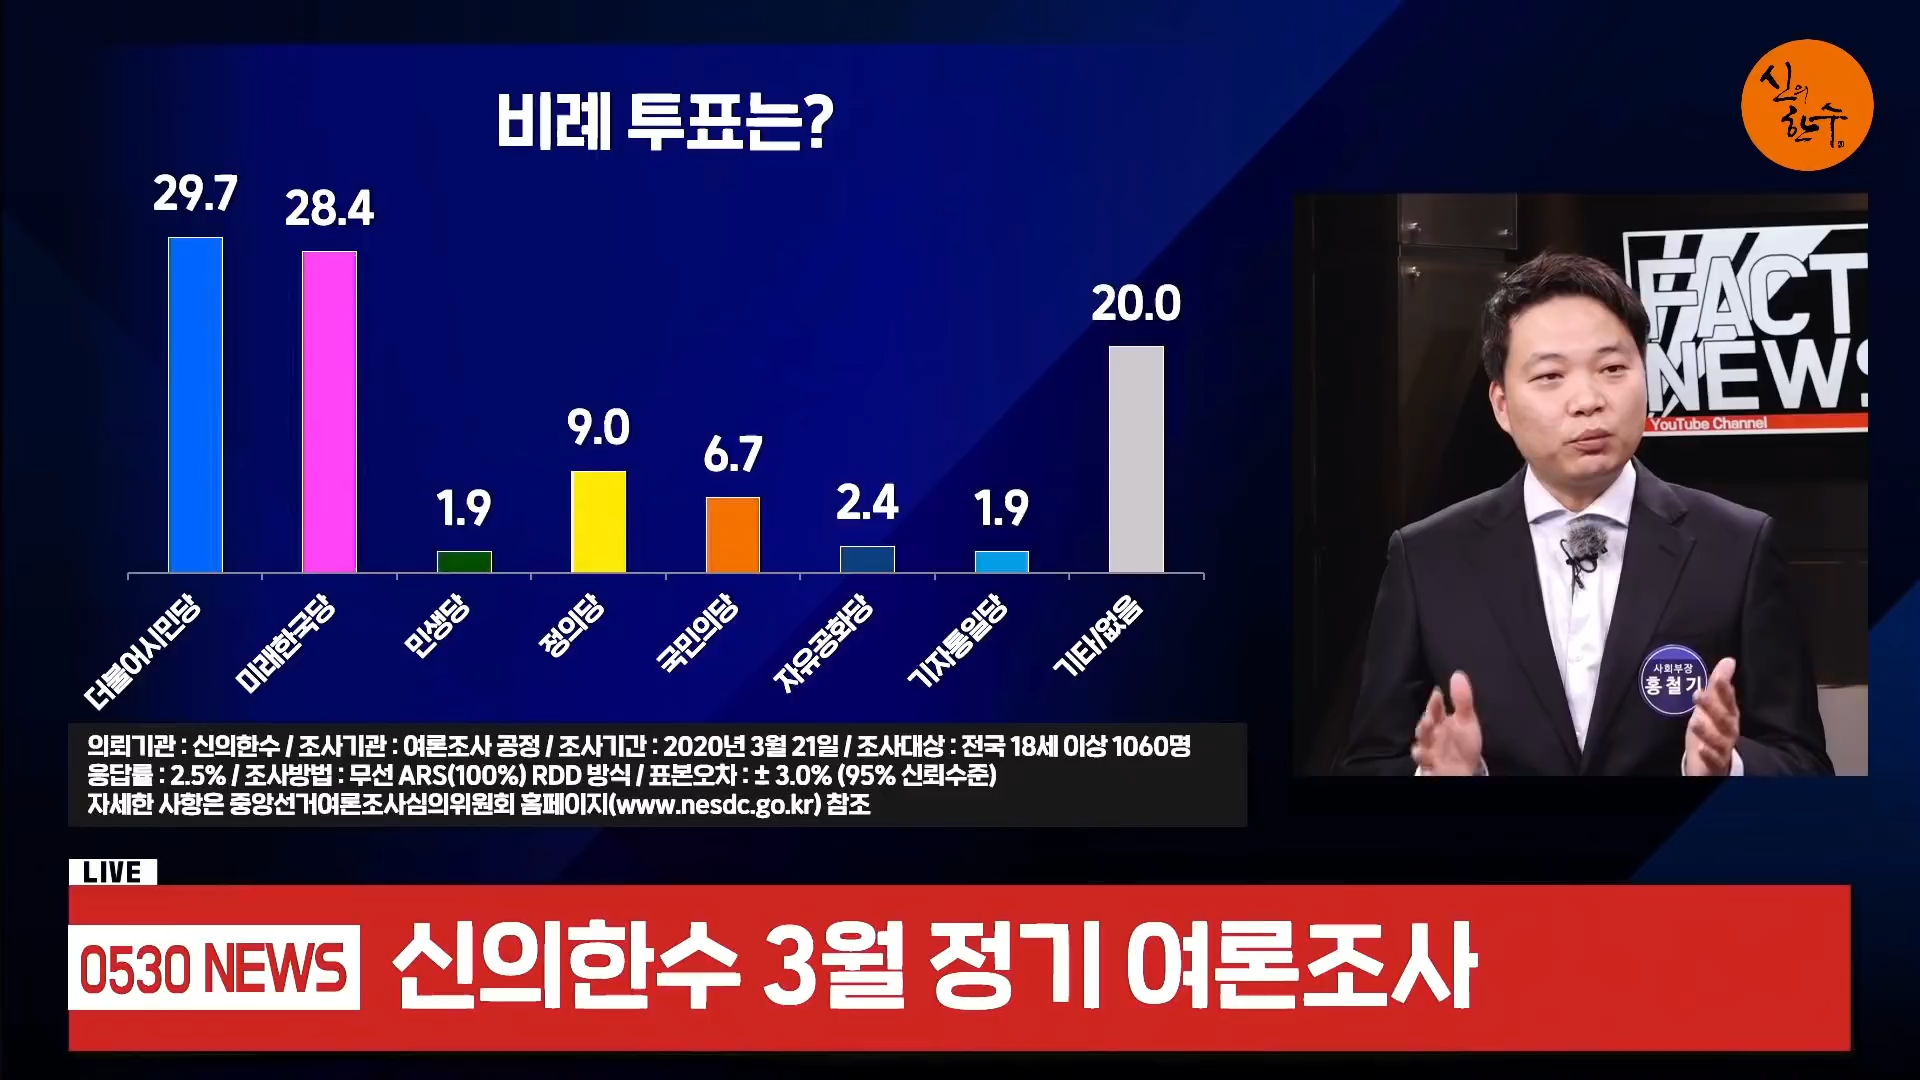 비례 투표는?
29.7
28.4
1.9
9.0
6.7
2.4
1.9
20.0
더불어시민당
미래한국당
민생당
정의당
국민의당
자유공화당
기자통일당
기타/없음
의뢰기관 : 신의한수 / 조사기관 : 여론조사 공정 / 조사기간 : 2020년 3월 21일 / 조사대상 : 전국 18세 이상 1060명
응답률 : 2.5% / 조사방법 : 무선 ARS(100%) RDD 방식 / 표본오차 : ± 3.0% (95% 신뢰수준)
자세한 사항은 중앙선거여론조사심의위원회 홈페이지(www.nesdc.go.kr) 참조
신의
한수
FACT
NEWS
YouTube Channel
사회부장
홍철기
LIVE
0530 NEWS
신의한수 3월 정기 여론조사